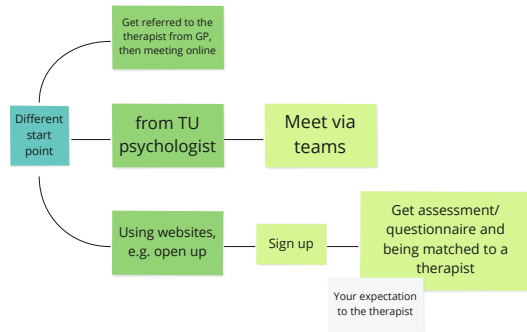 Get referred to the
therapist from GP,
then meeting online
Different
start
point
from TU
psychologist
Meet via
teams
Using websites,
e.g. open up
Sign up
Get assessment/
questionnaire and
being matched to a
therapist
Your expectation
to the therapist